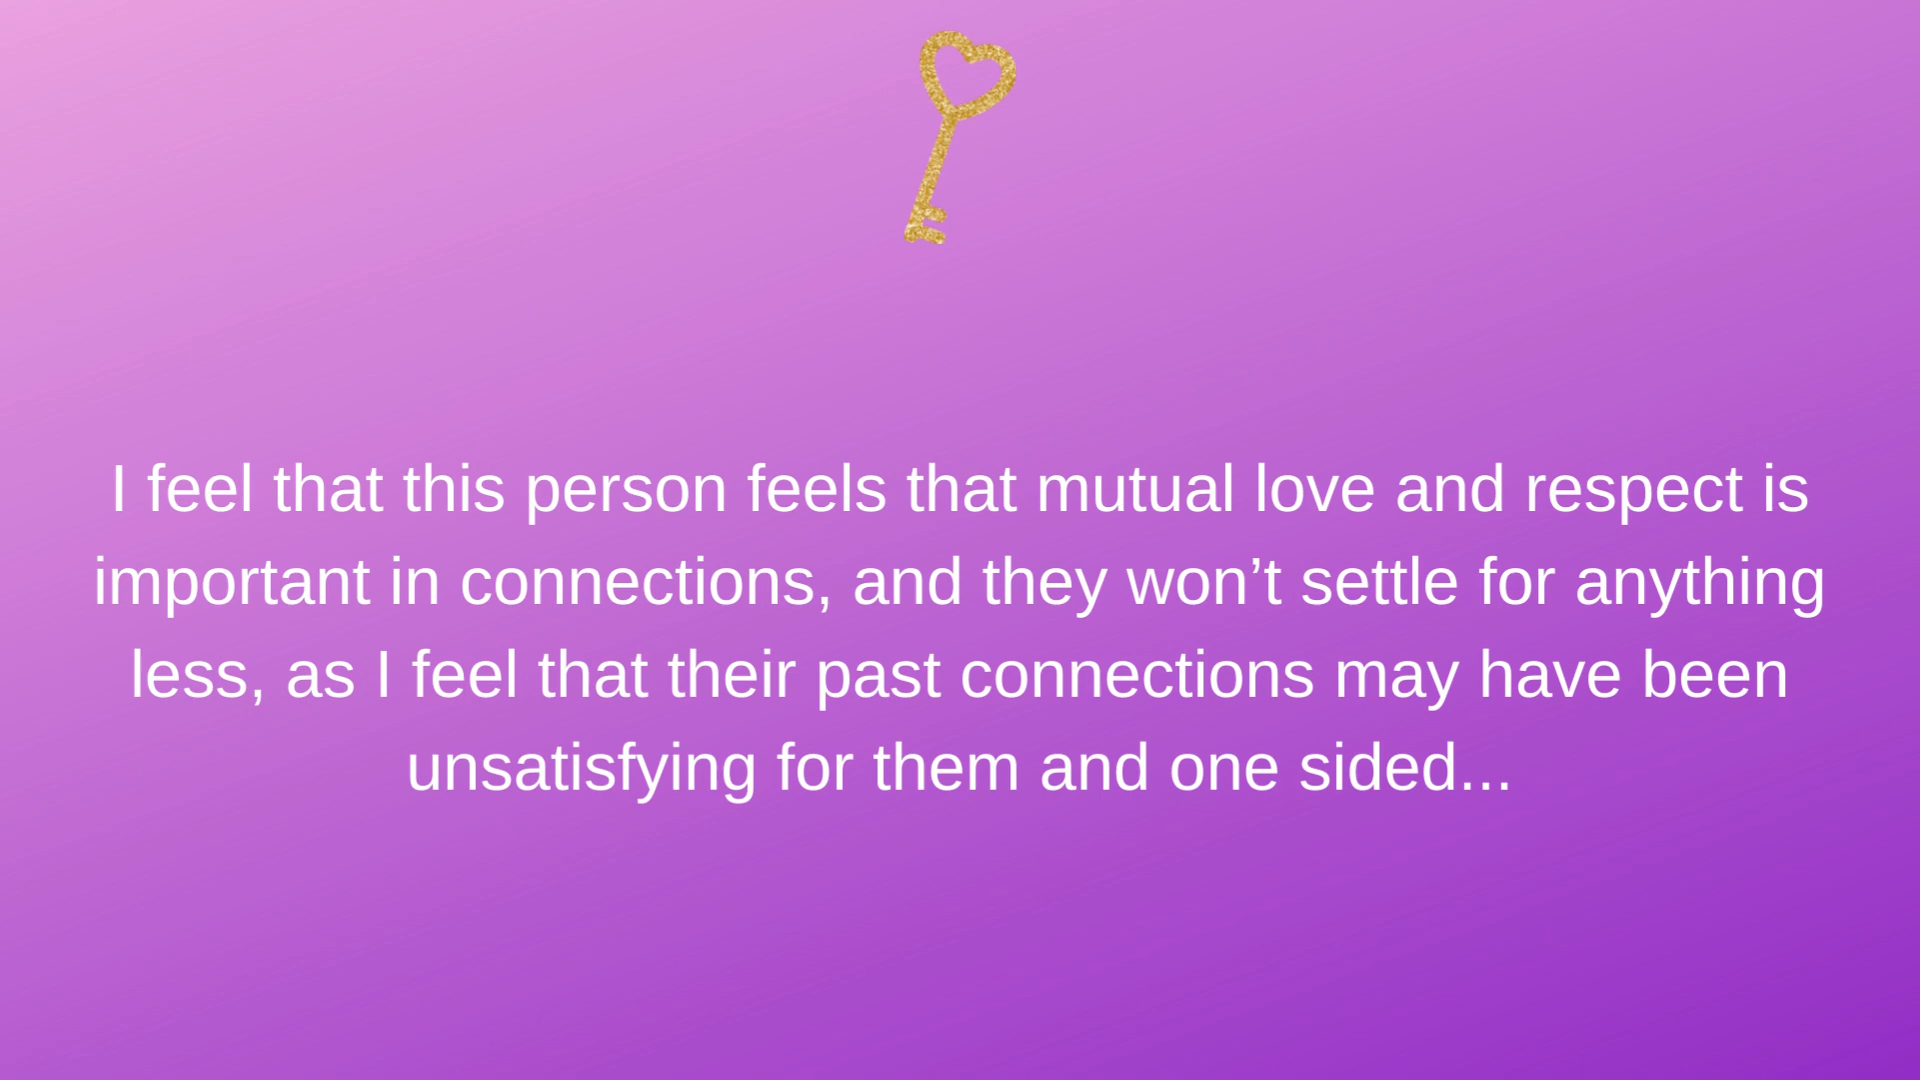 I feel that this person feels that mutual love and respect is
important in connections, and they won’t settle for anything
less, as I feel that their past connections may have been
unsatisfying for them and one sided...